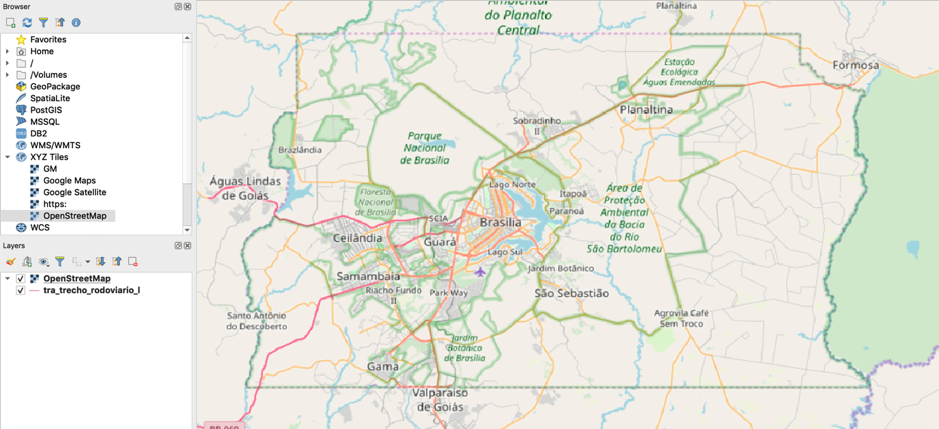 Browser
Favorites
Home
/
/Volumes
GeoPackage
SpatiaLite
PostGIS
MSSQL
DB2
WMS/WMTS
XYZ Tiles
GM
Google Maps
Google Satellite
https:
OpenStreetMap
WCS
Layers
OpenStreetMap
tra_trecho_rodoviario_l
Ambiental
do Planalto
Central
Planaltina
Formosa
Estação
Ecológica
Águas Emendadas
Planaltina
Sobradinho
II
Parque
Nacional
de Brasília
Brazlândia
Águas Lindas
de Goiás
Floresta
Nacional
de Brasília
Lago Norte
Itapoã
Paranoá
Área de
Proteção
Ambiental
da Bacia
do Rio
São Bartolomeu
SCIA
Brasília
Ceilândia
Guará
Lago Sul
Jardim Botânico
Samambaia
Riacho Fundo
II
Park Way
São Sebastião
Santo Antônio
do Descoberto
Agrovila Café
Sem Troco
Jardim
Botânico
de Brasília
Gama
Valparaíso
de Goiás
BR-060